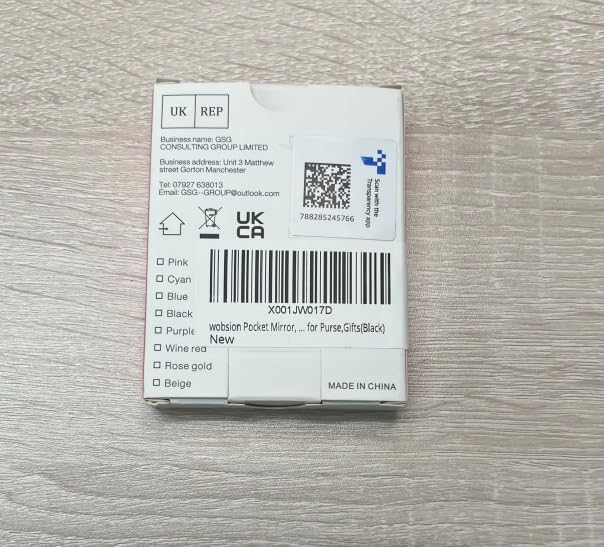 UK REP
Business name: GSG
CONSULTING GROUP LIMITED
Business address: Unit 3 Matthew
street Gorton Manchester
Tel: 07927 638013
Email: GSG--GROUP@outlook.com
Scan with the
Transparency app
788285245766
UK
CA
Pink
Cyan
Blue
Black
Purple
Wine red
Rose gold
Beige
X001JW017D
wobsion Pocket Mirror, ... for Purse,Gifts(Black)
New
MADE IN CHINA